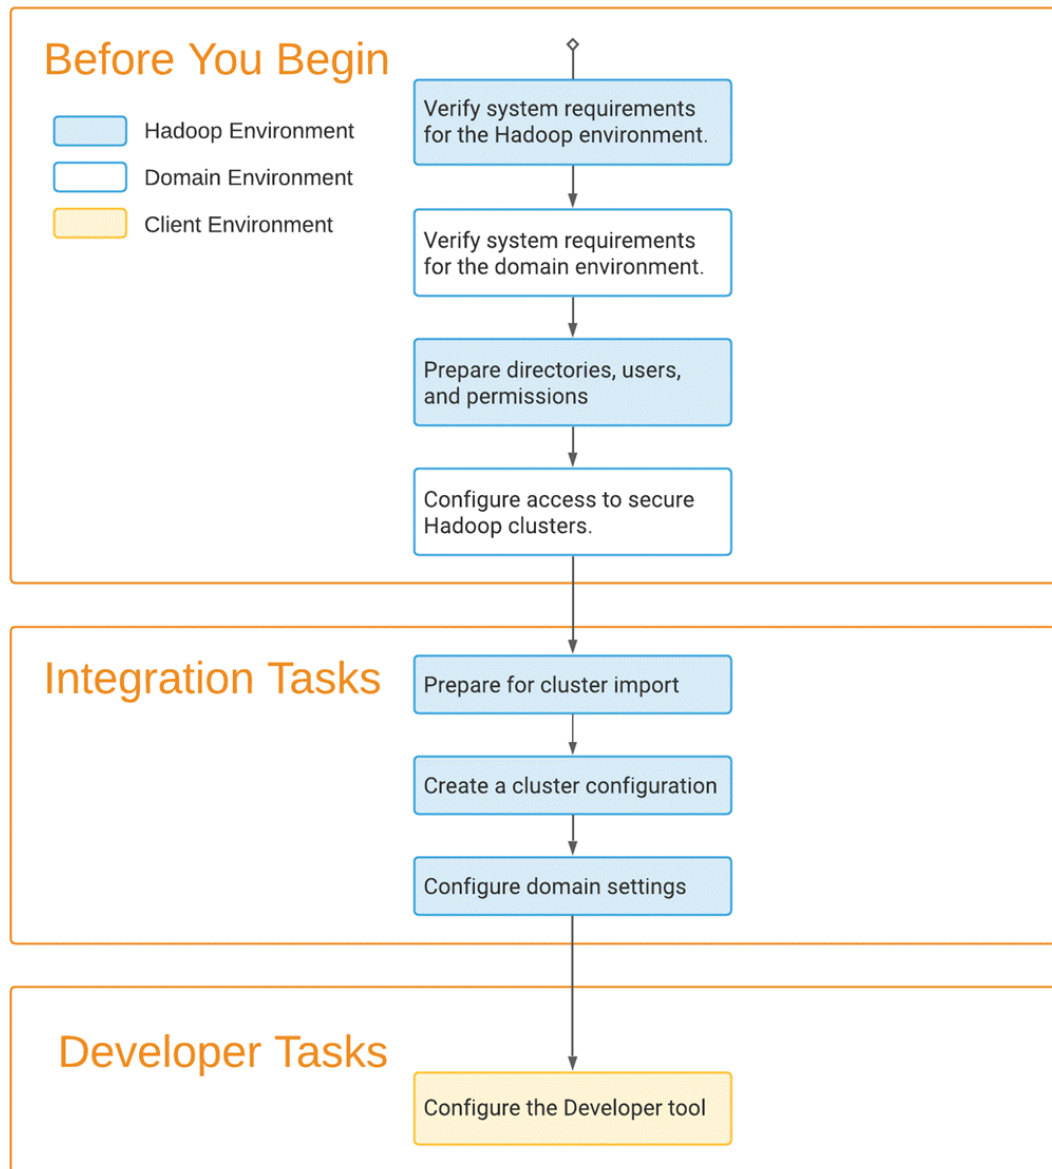 Before You Begin
Hadoop Environment
Domain Environment
Client Environment
Verify system requirements
for the Hadoop environment.
Verify system requirements
for the domain environment.
Prepare directories, users,
and permissions
Configure access to secure
Hadoop clusters.
Integration Tasks
Prepare for cluster import
Create a cluster configuration
Configure domain settings
Developer Tasks
Configure the Developer tool